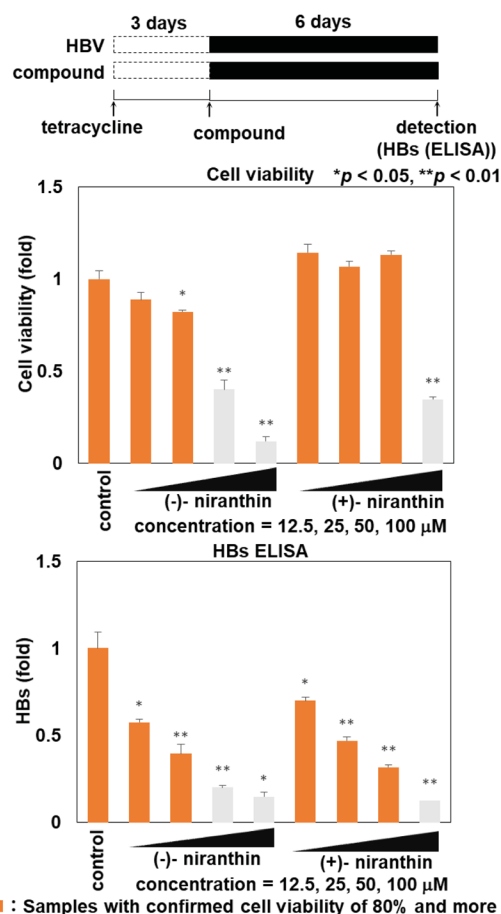 3 days 6 days
HBV
compound
tetracycline compound detection
(HBs (ELISA))
Cell viability *p < 0.05, **p < 0.01
Cell viability (fold)
1.5
1
0.5
0
* ** ** **
control
(-)- niranthin (+)- niranthin
concentration = 12.5, 25, 50, 100 μM
HBs ELISA
HBs (fold)
1.5
1
0.5
0
* ** ** * * ** ** **
control
(-)- niranthin (+)- niranthin
concentration = 12.5, 25, 50, 100 μM
: Samples with confirmed cell viability of 80% and more